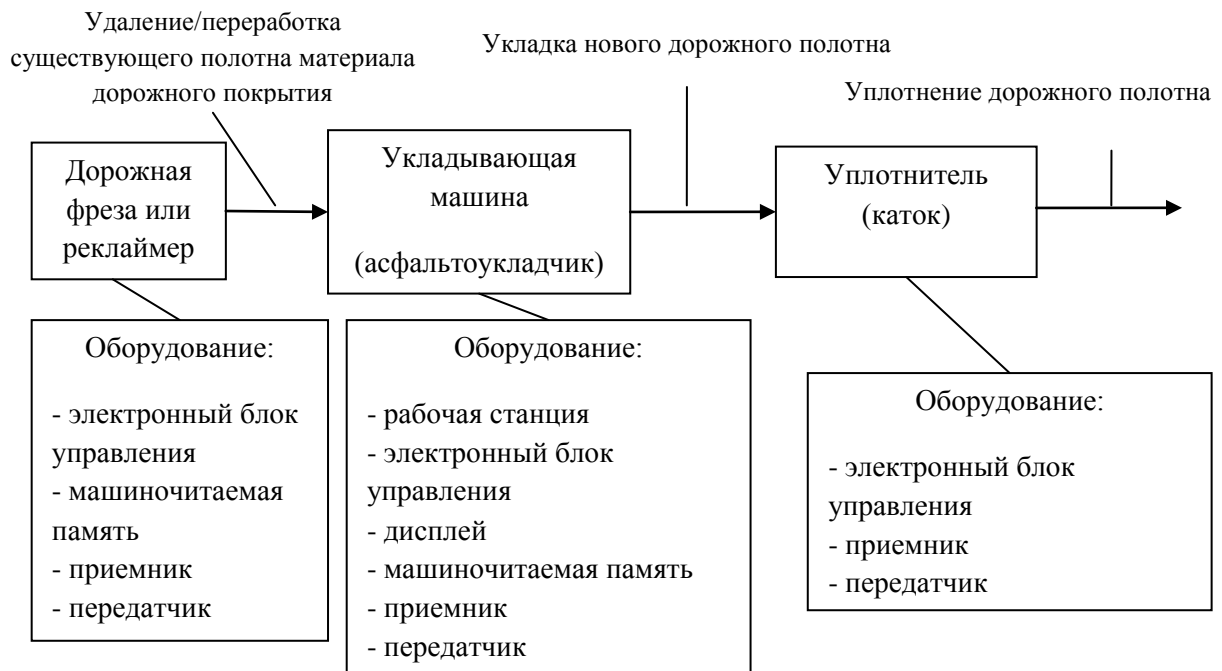 Удаление/переработка
существующего полотна материала
дорожного покрытия
Укладка нового дорожного полотна
Уплотнение дорожного полотна
Дорожная
фреза или
реклаймер
Укладывающая
машина
(асфальтоукладчик)
Уплотнитель
(каток)
Оборудование:
- электронный блок
управления
- машиночитаемая
память
- приемник
- передатчик
Оборудование:
- рабочая станция
- электронный блок
управления
- дисплей
- машиночитаемая память
- приемник
- передатчик
Оборудование:
- электронный блок
управления
- приемник
- передатчик